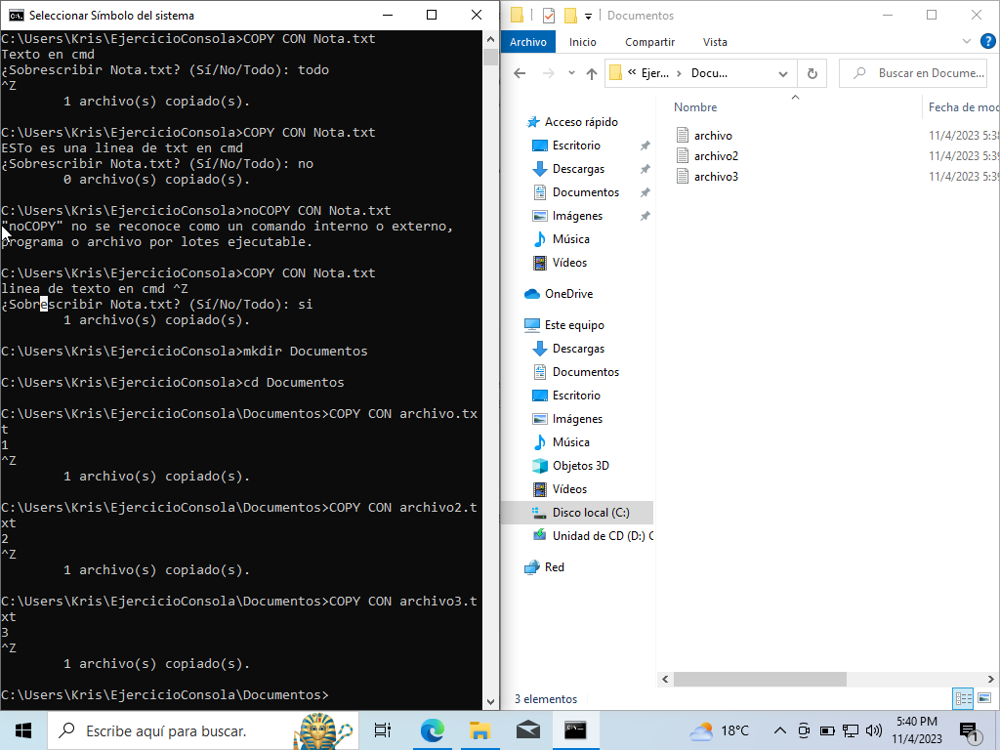 Seleccionar Símbolo del sistema
C:\Users\Kris\EjercicioConsola>COPY CON Nota.txt
Texto en cmd
¿Sobrescribir Nota.txt? (Sí/No/Todo): todo
^Z
1 archivo(s) copiado(s).
C:\Users\Kris\EjercicioConsola>COPY CON Nota.txt
ESTo es una linea de txt en cmd
¿Sobrescribir Nota.txt? (Sí/No/Todo): no
0 archivo(s) copiado(s).
C:\Users\Kris\EjercicioConsola>noCOPY CON Nota.txt
"noCOPY" no se reconoce como un comando interno o externo,
programa o archivo por lotes ejecutable.
C:\Users\Kris\EjercicioConsola>COPY CON Nota.txt
linea de texto en cmd ^Z
¿Sobrescribir Nota.txt? (Sí/No/Todo): si
1 archivo(s) copiado(s).
C:\Users\Kris\EjercicioConsola>mkdir Documentos
C:\Users\Kris\EjercicioConsola>cd Documentos
C:\Users\Kris\EjercicioConsola\Documentos>COPY CON archivo.tx
t
1
^Z
1 archivo(s) copiado(s).
C:\Users\Kris\EjercicioConsola\Documentos>COPY CON archivo2.t
xt
2
^Z
1 archivo(s) copiado(s).
C:\Users\Kris\EjercicioConsola\Documentos>COPY CON archivo3.t
xt
3
^Z
1 archivo(s) copiado(s).
C:\Users\Kris\EjercicioConsola\Documentos>
Documentos
Archivo Inicio Compartir Vista
« Ejer... › Docu...
Buscar en Docume...
Acceso rápido
Escritorio
Descargas
Documentos
Imágenes
Música
Vídeos
OneDrive
Este equipo
Descargas
Documentos
Escritorio
Imágenes
Música
Objetos 3D
Vídeos
Disco local (C:)
Unidad de CD (D:) C
Red
Nombre Fecha de mod
archivo 11/4/2023 5:38
archivo2 11/4/2023 5:39
archivo3 11/4/2023 5:39
3 elementos
Escribe aquí para buscar.
18°C
5:40 PM
11/4/2023
1